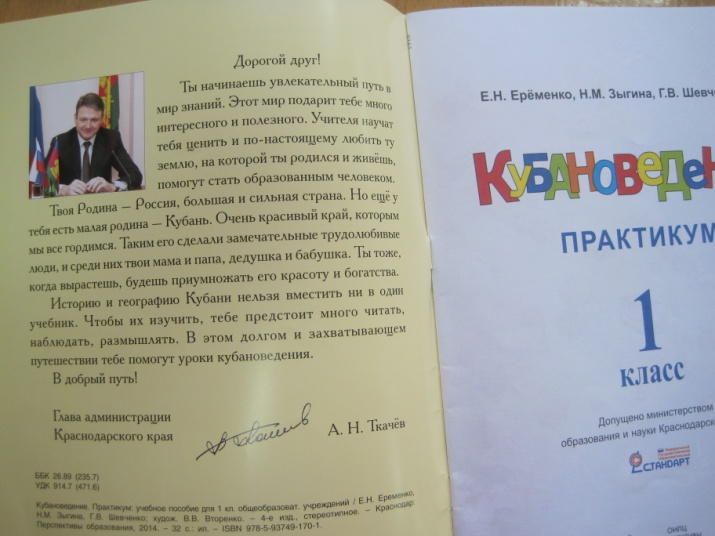 Дорогой друг!
Ты начинаешь увлекательный путь в
мир знаний. Этот мир подарит тебе много
интересного и полезного. Учителя научат
тебя ценить и по-настоящему любить ту
землю, на которой ты родился и живёшь,
помогут стать образованным человеком.
Твоя Родина — Россия, большая и сильная страна. Но ещё у
тебя есть малая родина — Кубань. Очень красивый край, которым
мы все гордимся. Таким его сделали замечательные трудолюбивые
люди, и среди них твои мама и папа, дедушка и бабушка. Ты тоже,
когда вырастешь, будешь приумножать его красоту и богатства.
Историю и географию Кубани нельзя вместить ни в один
учебник. Чтобы их изучить, тебе предстоит много читать,
наблюдать, размышлять. В этом долгом и захватывающем
путешествии тебе помогут уроки кубановедения.
В добрый путь!
Глава администрации
Краснодарского края
А. Н. Ткачёв
ББК 26.89 (235.7)
УДК 914.7 (471.6)
Кубановедение. Практикум: учебное пособие для 1 кл. общеобразоват. учреждений / Е.Н. Ерёменко,
Н.М. Зыгина, Г.В. Шевченко; худож. В.В. Вторенко. – 4-е изд., стереотипное. – Краснодар:
Перспективы образования, 2014. – 32 с.: ил. – ISBN 978-5-93749-170-1.
Е.Н. Ерёменко, Н.М. Зыгина, Г.В. Шевч
КУБАНОВЕДЕН
ПРАКТИКУМ
1
класс
Допущено министерством
образования и науки Краснодарско
СТАНДАРТ
ОИПЦ